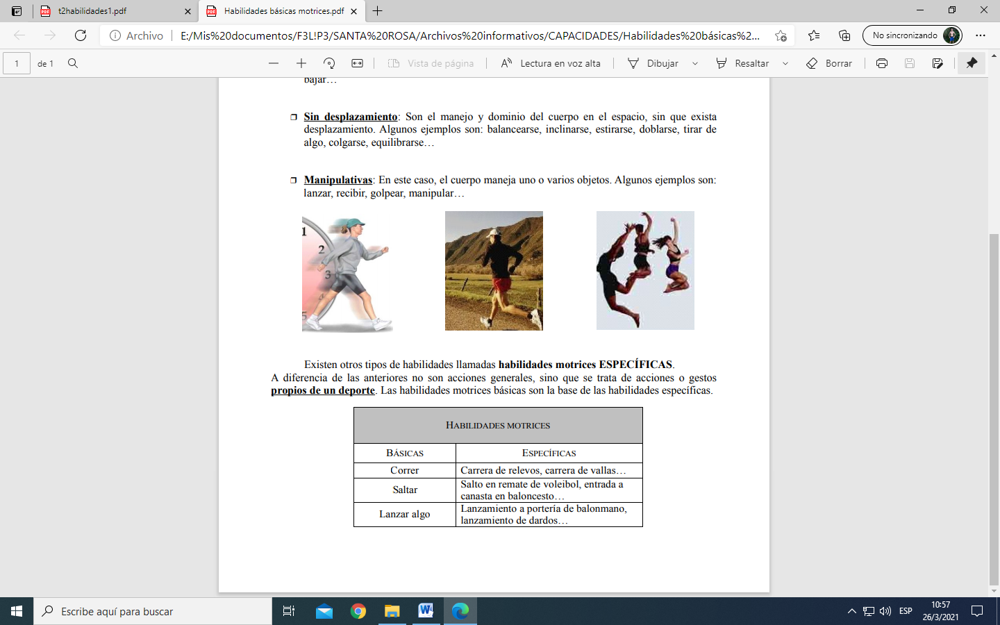 t2habilidades1.pdf
Habilidades básicas motrices.pdf
Archivo
E:/Mis%20documentos/F3L!P3/SANTA%20ROSA/Archivos%20informativos/CAPACIDADES/Habilidades%20básicas%2...
No sincronizando
1
de 1
Vista de página
Lectura en voz alta
Dibujar
Resaltar
Borrar
bajar…
Sin desplazamiento: Son el manejo y dominio del cuerpo en el espacio, sin que exista
desplazamiento. Algunos ejemplos son: balancearse, inclinarse, estirarse, doblarse, tirar de
algo, colgarse, equilibrarse…
Manipulativas: En este caso, el cuerpo maneja uno o varios objetos. Algunos ejemplos son:
lanzar, recibir, golpear, manipular…
1
2
3
4
5
Existen otros tipos de habilidades llamadas habilidades motrices ESPECÍFICAS.
A diferencia de las anteriores no son acciones generales, sino que se trata de acciones o gestos
propios de un deporte. Las habilidades motrices básicas son la base de las habilidades específicas.
HABILIDADES MOTRICES
BÁSICAS
ESPECÍFICAS
Correr
Carrera de relevos, carrera de vallas…
Saltar
Salto en remate de voleibol, entrada a
canasta en baloncesto…
Lanzar algo
Lanzamiento a portería de balonmano,
lanzamiento de dardos…
Escribe aquí para buscar
ESP
10:57
26/3/2021